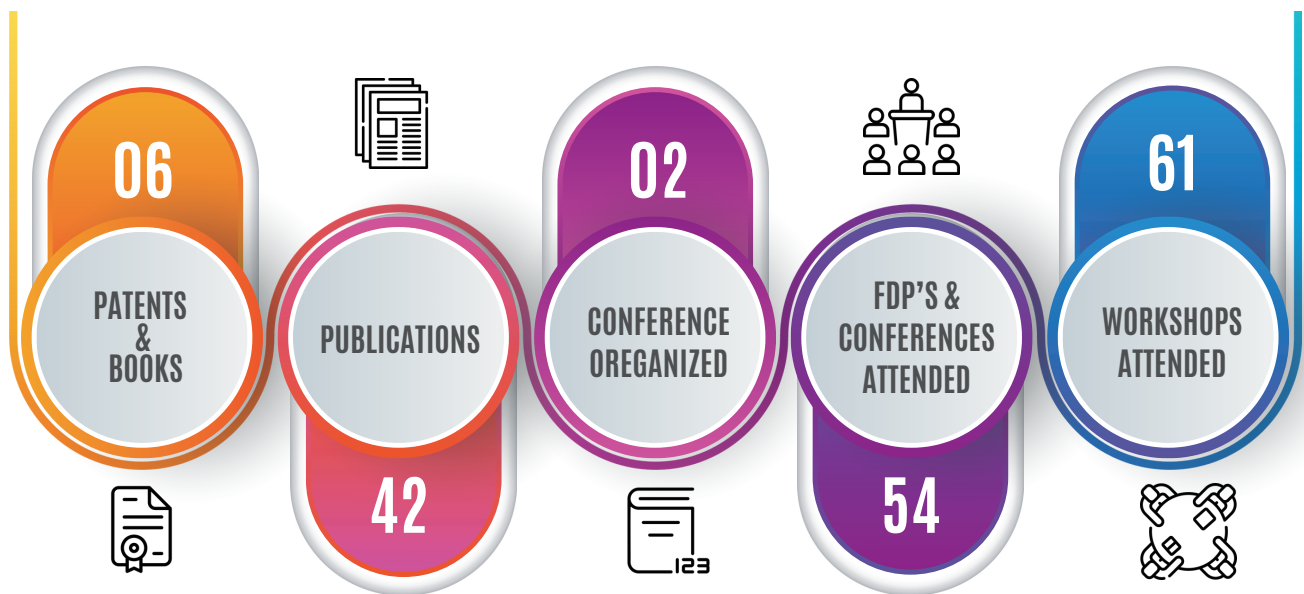 06
PATENTS
&
BOOKS
PUBLICATIONS
42
02
CONFERENCE
OREGANIZED
123
FDP'S &
CONFERENCES
ATTENDED
54
61
WORKSHOPS
ATTENDED